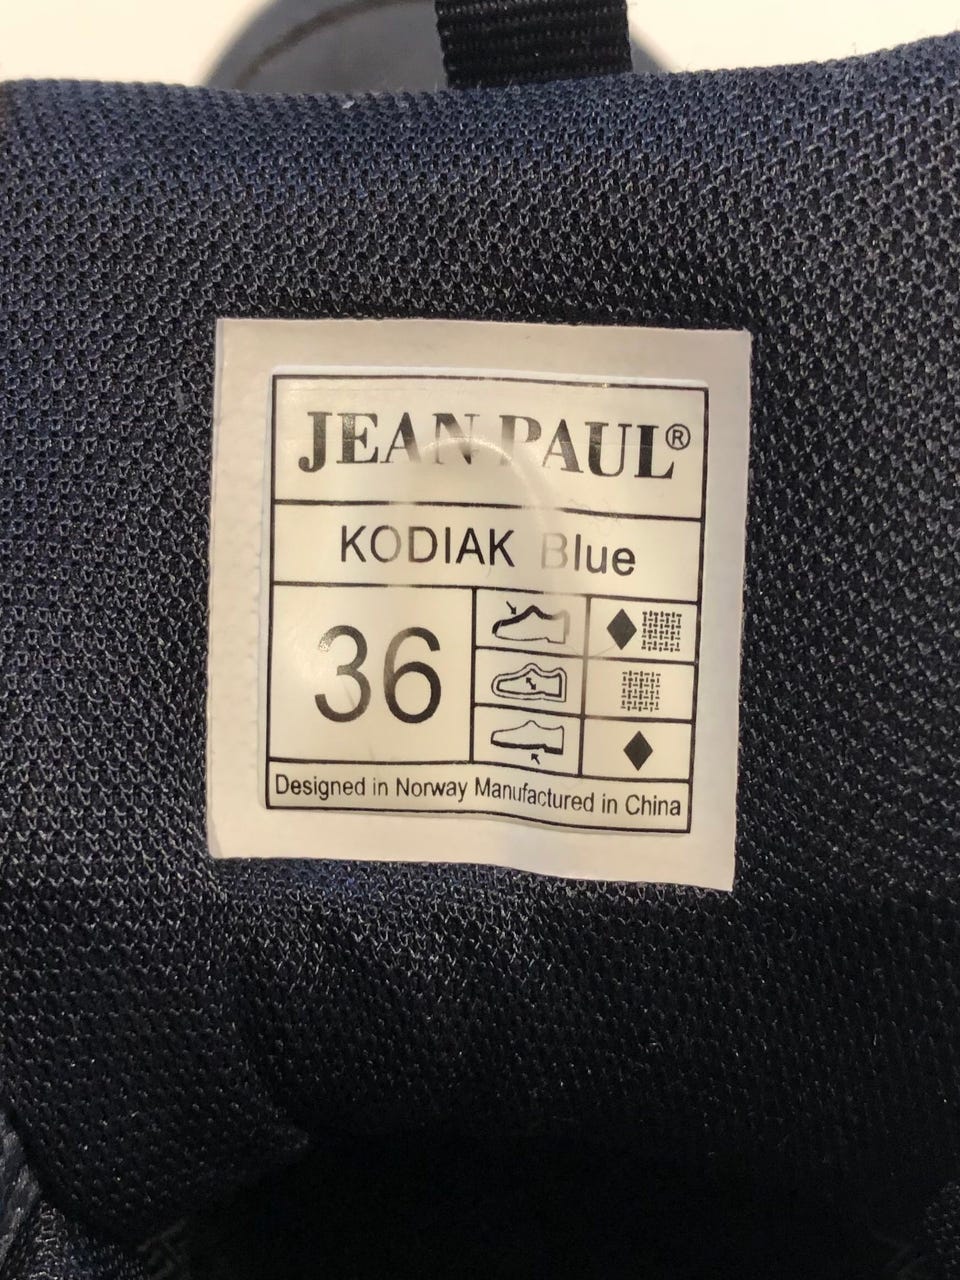 JEAN PAUL®
KODIAK Blue
36
Designed in Norway Manufactured in China